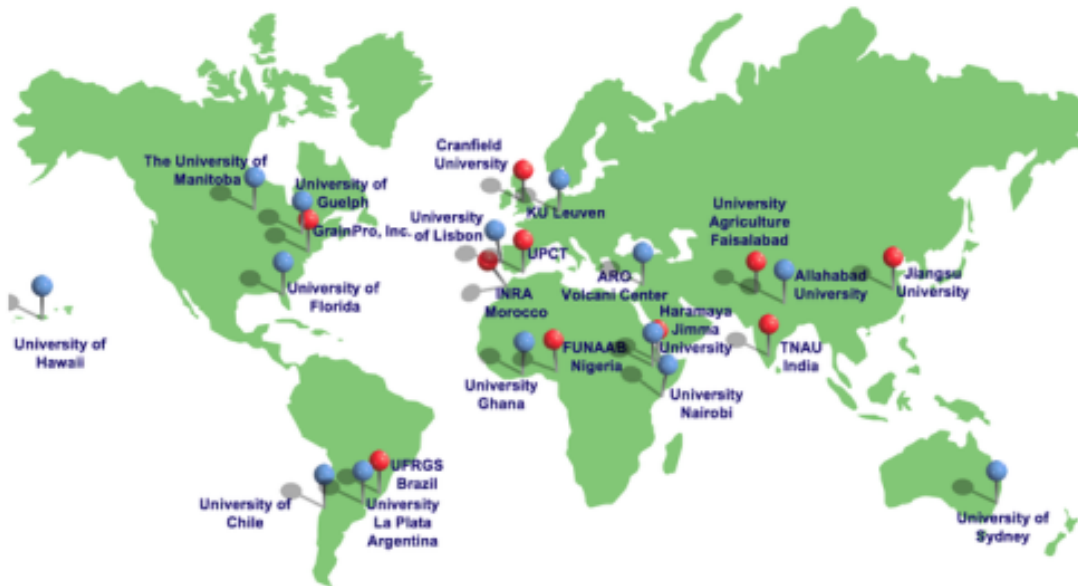 Cranfield
University
The University of
Manitoba
University of
Guelph
GrainPro, Inc.
University of
Florida
University of
Hawaii
KU Leuven
University
of Lisbon
UPCT
INRA
Morocco
ARO
Volcani Center
University
Agriculture
Faisalabad
Allahabad
University
Jiangsu
University
Haramaya
Jimma
University
TNAU
India
FUNAAB
Nigeria
University
Ghana
University
Nairobi
UFRGS
Brazil
University of
Chile
University
La Plata
Argentina
University of
Sydney